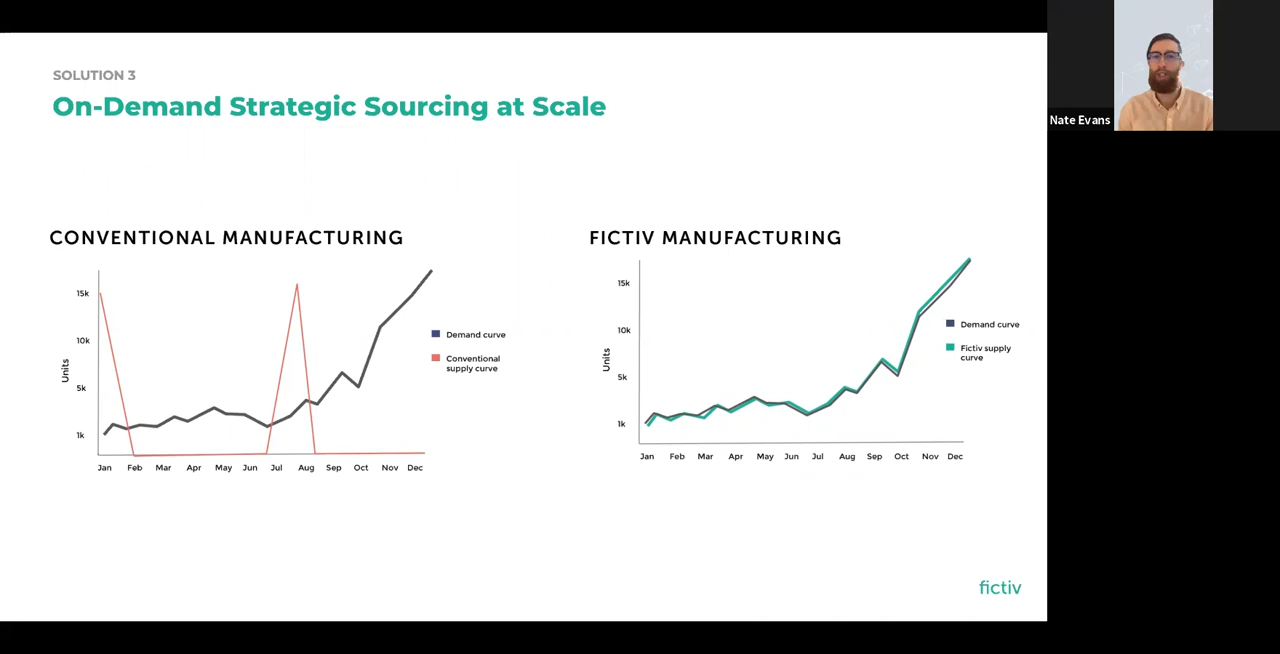 SOLUTION 3
On-Demand Strategic Sourcing at Scale
Nate Evans
CONVENTIONAL MANUFACTURING
15k
10k
5k
1k
Units
Jan Feb Mar Apr May Jun Jul Aug Sep Oct Nov Dec
Demand curve
Conventional
supply curve
FICTIV MANUFACTURING
15k
10k
5k
1k
Units
Jan Feb Mar Apr May Jun Jul Aug Sep Oct Nov Dec
Demand curve
Fictiv supply
curve
fictiv